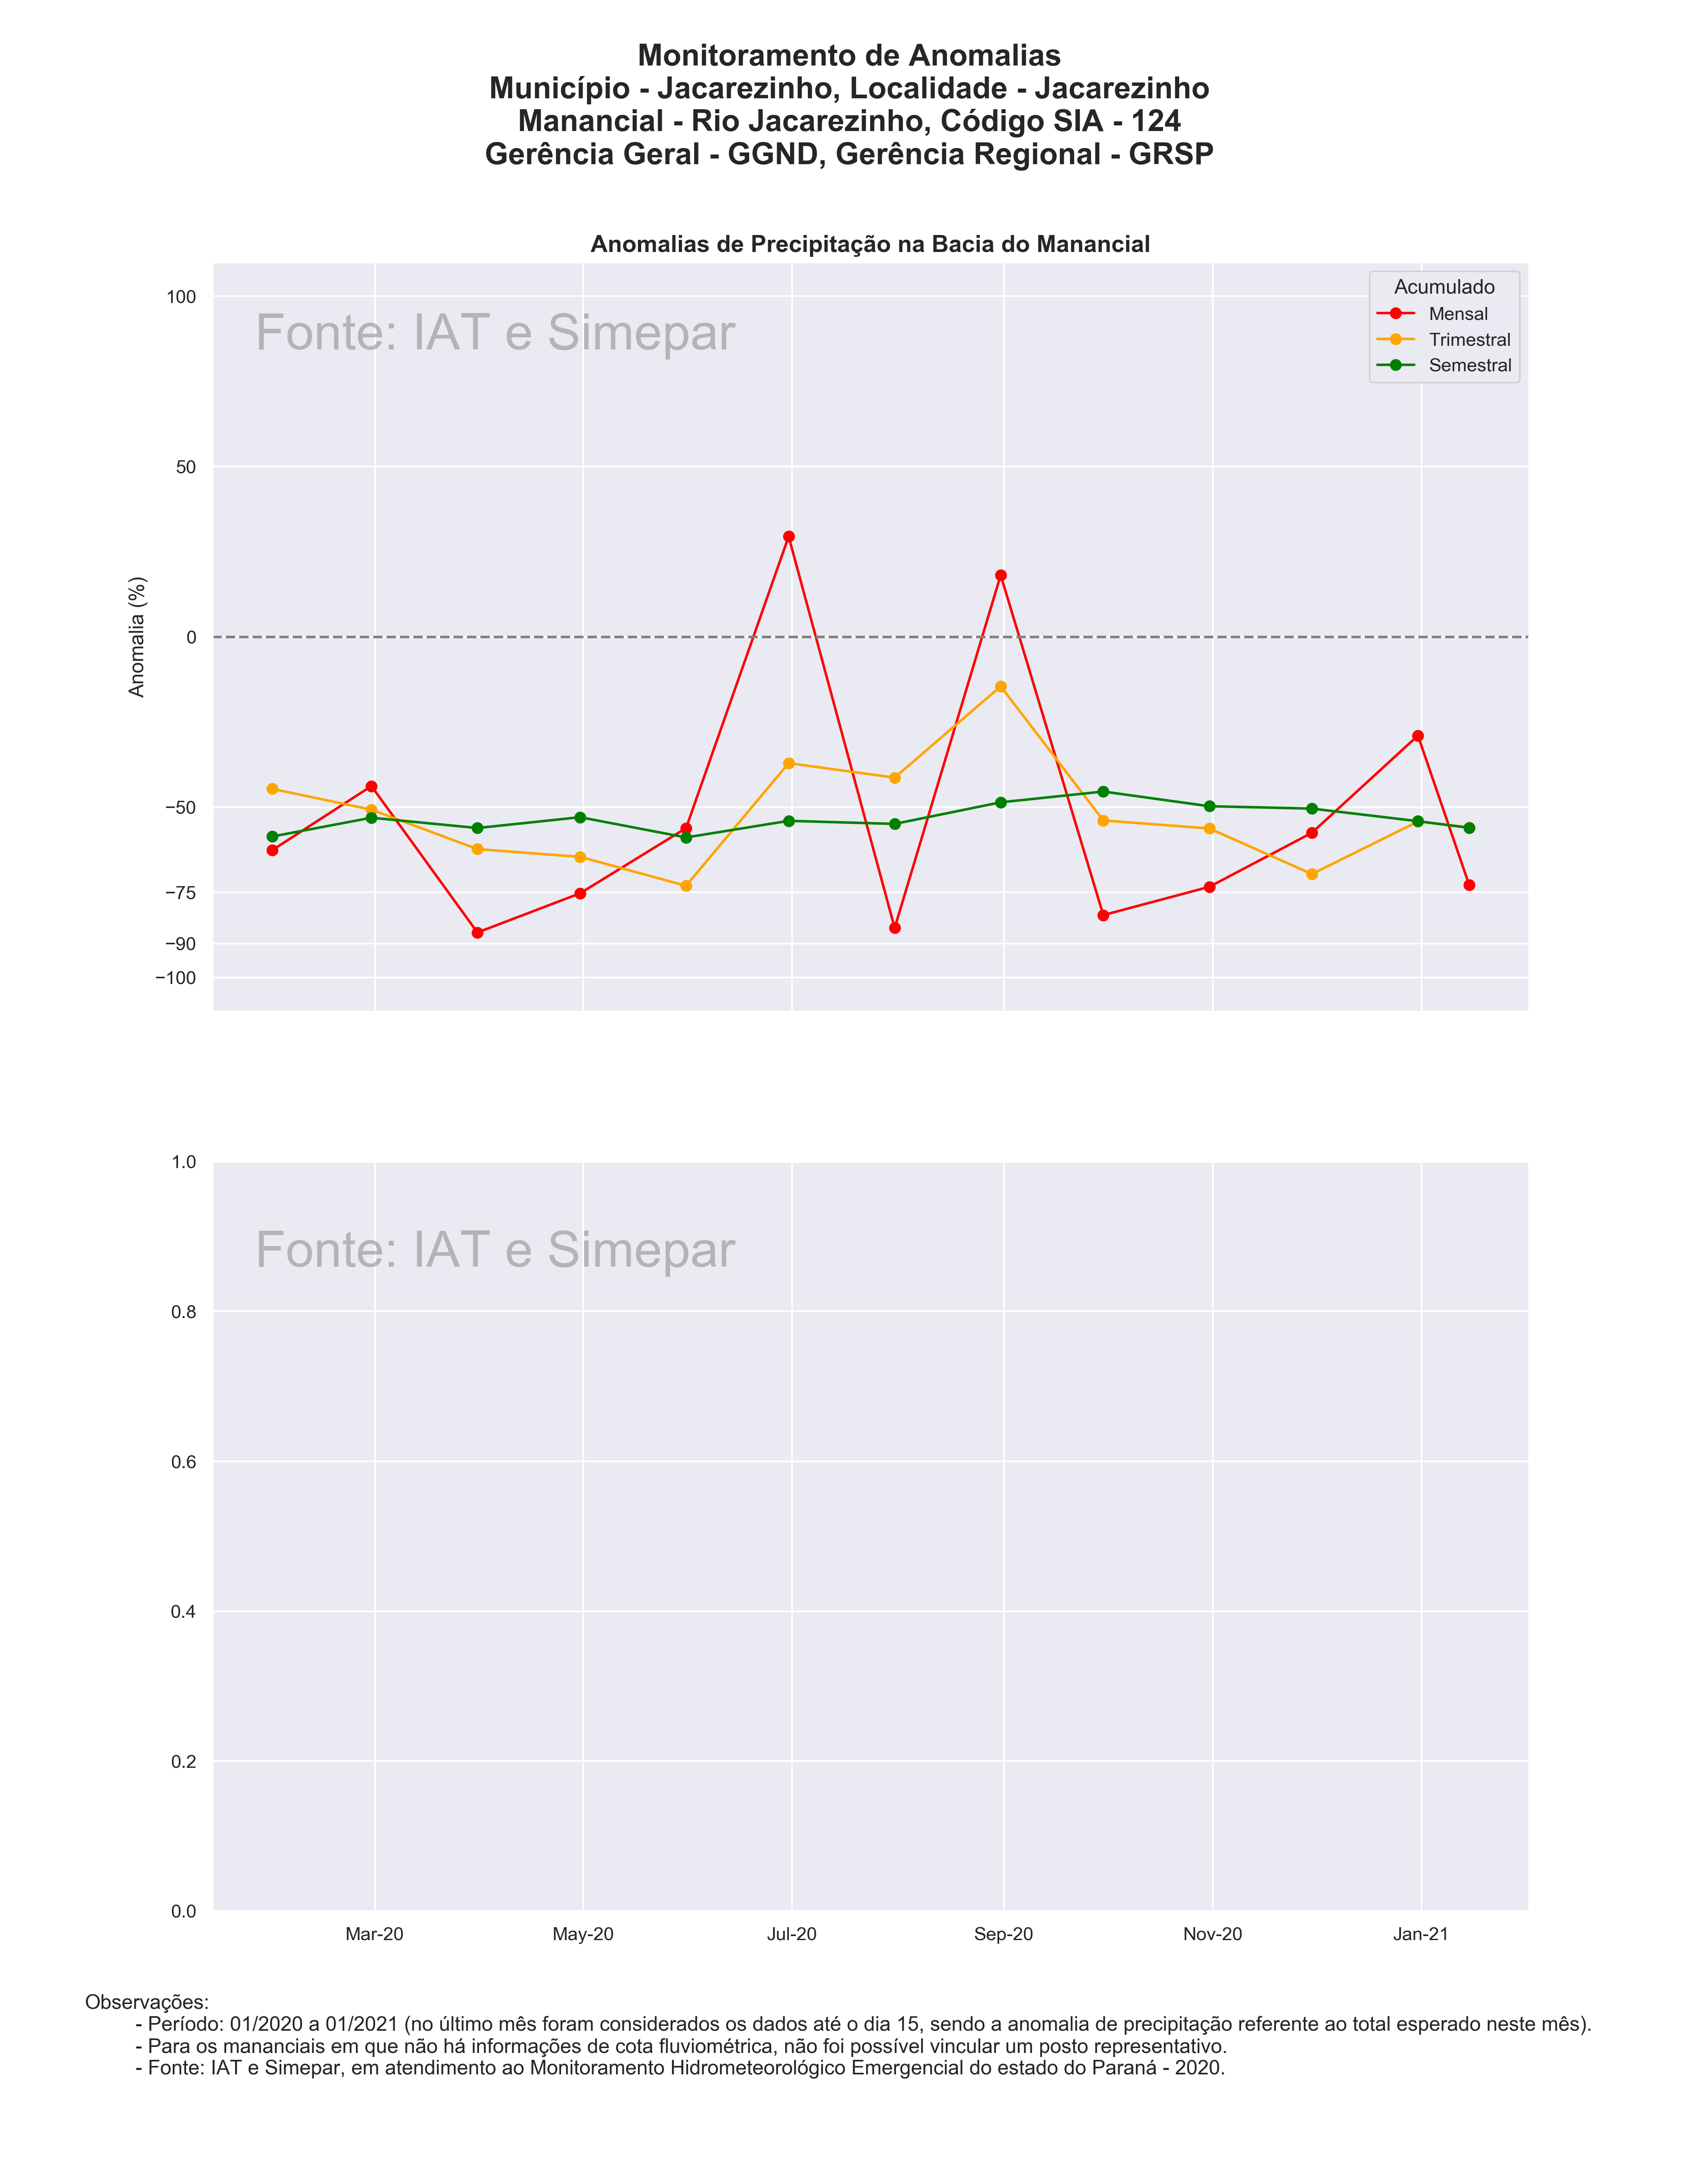 Monitoramento de Anomalias
Município - Jacarezinho, Localidade - Jacarezinho
Manancial - Rio Jacarezinho, Código SIA - 124
Gerência Geral - GGND, Gerência Regional - GRSP
Anomalias de Precipitação na Bacia do Manancial
Fonte: IAT e Simepar
Acumulado
Mensal
Trimestral
Semestral
Anomalia (%)
100
50
0
−50
−75
−90
−100
Fonte: IAT e Simepar
1.0
0.8
0.6
0.4
0.2
0.0
Mar-20 May-20 Jul-20 Sep-20 Nov-20 Jan-21
Observações:
- Período: 01/2020 a 01/2021 (no último mês foram considerados os dados até o dia 15, sendo a anomalia de precipitação referente ao total esperado neste mês).
- Para os mananciais em que não há informações de cota fluviométrica, não foi possível vincular um posto representativo.
- Fonte: IAT e Simepar, em atendimento ao Monitoramento Hidrometeorológico Emergencial do estado do Paraná - 2020.